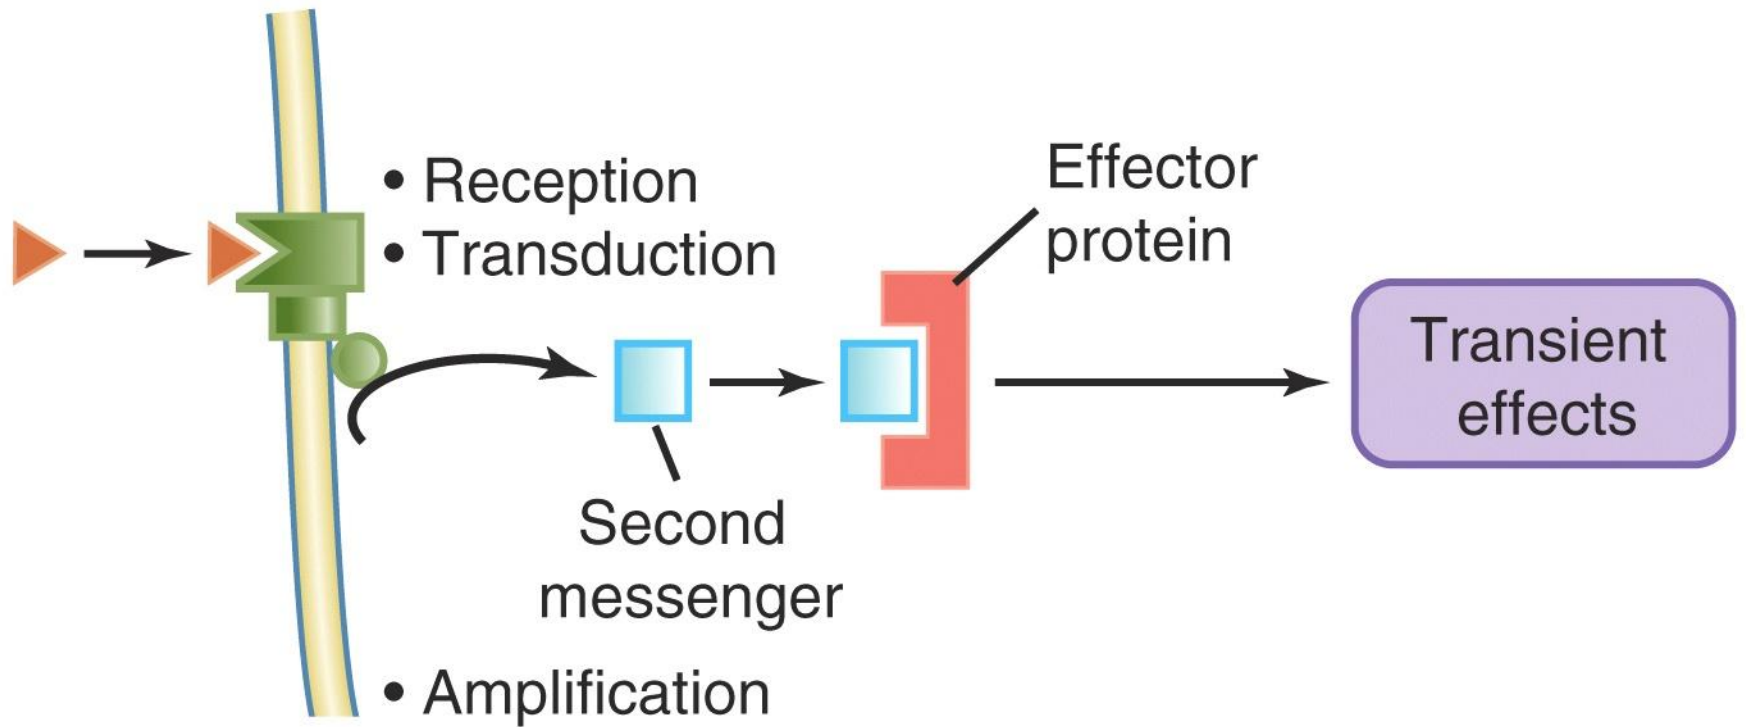 • Reception
• Transduction
Effector
protein
Transient
effects
Second
messenger
• Amplification